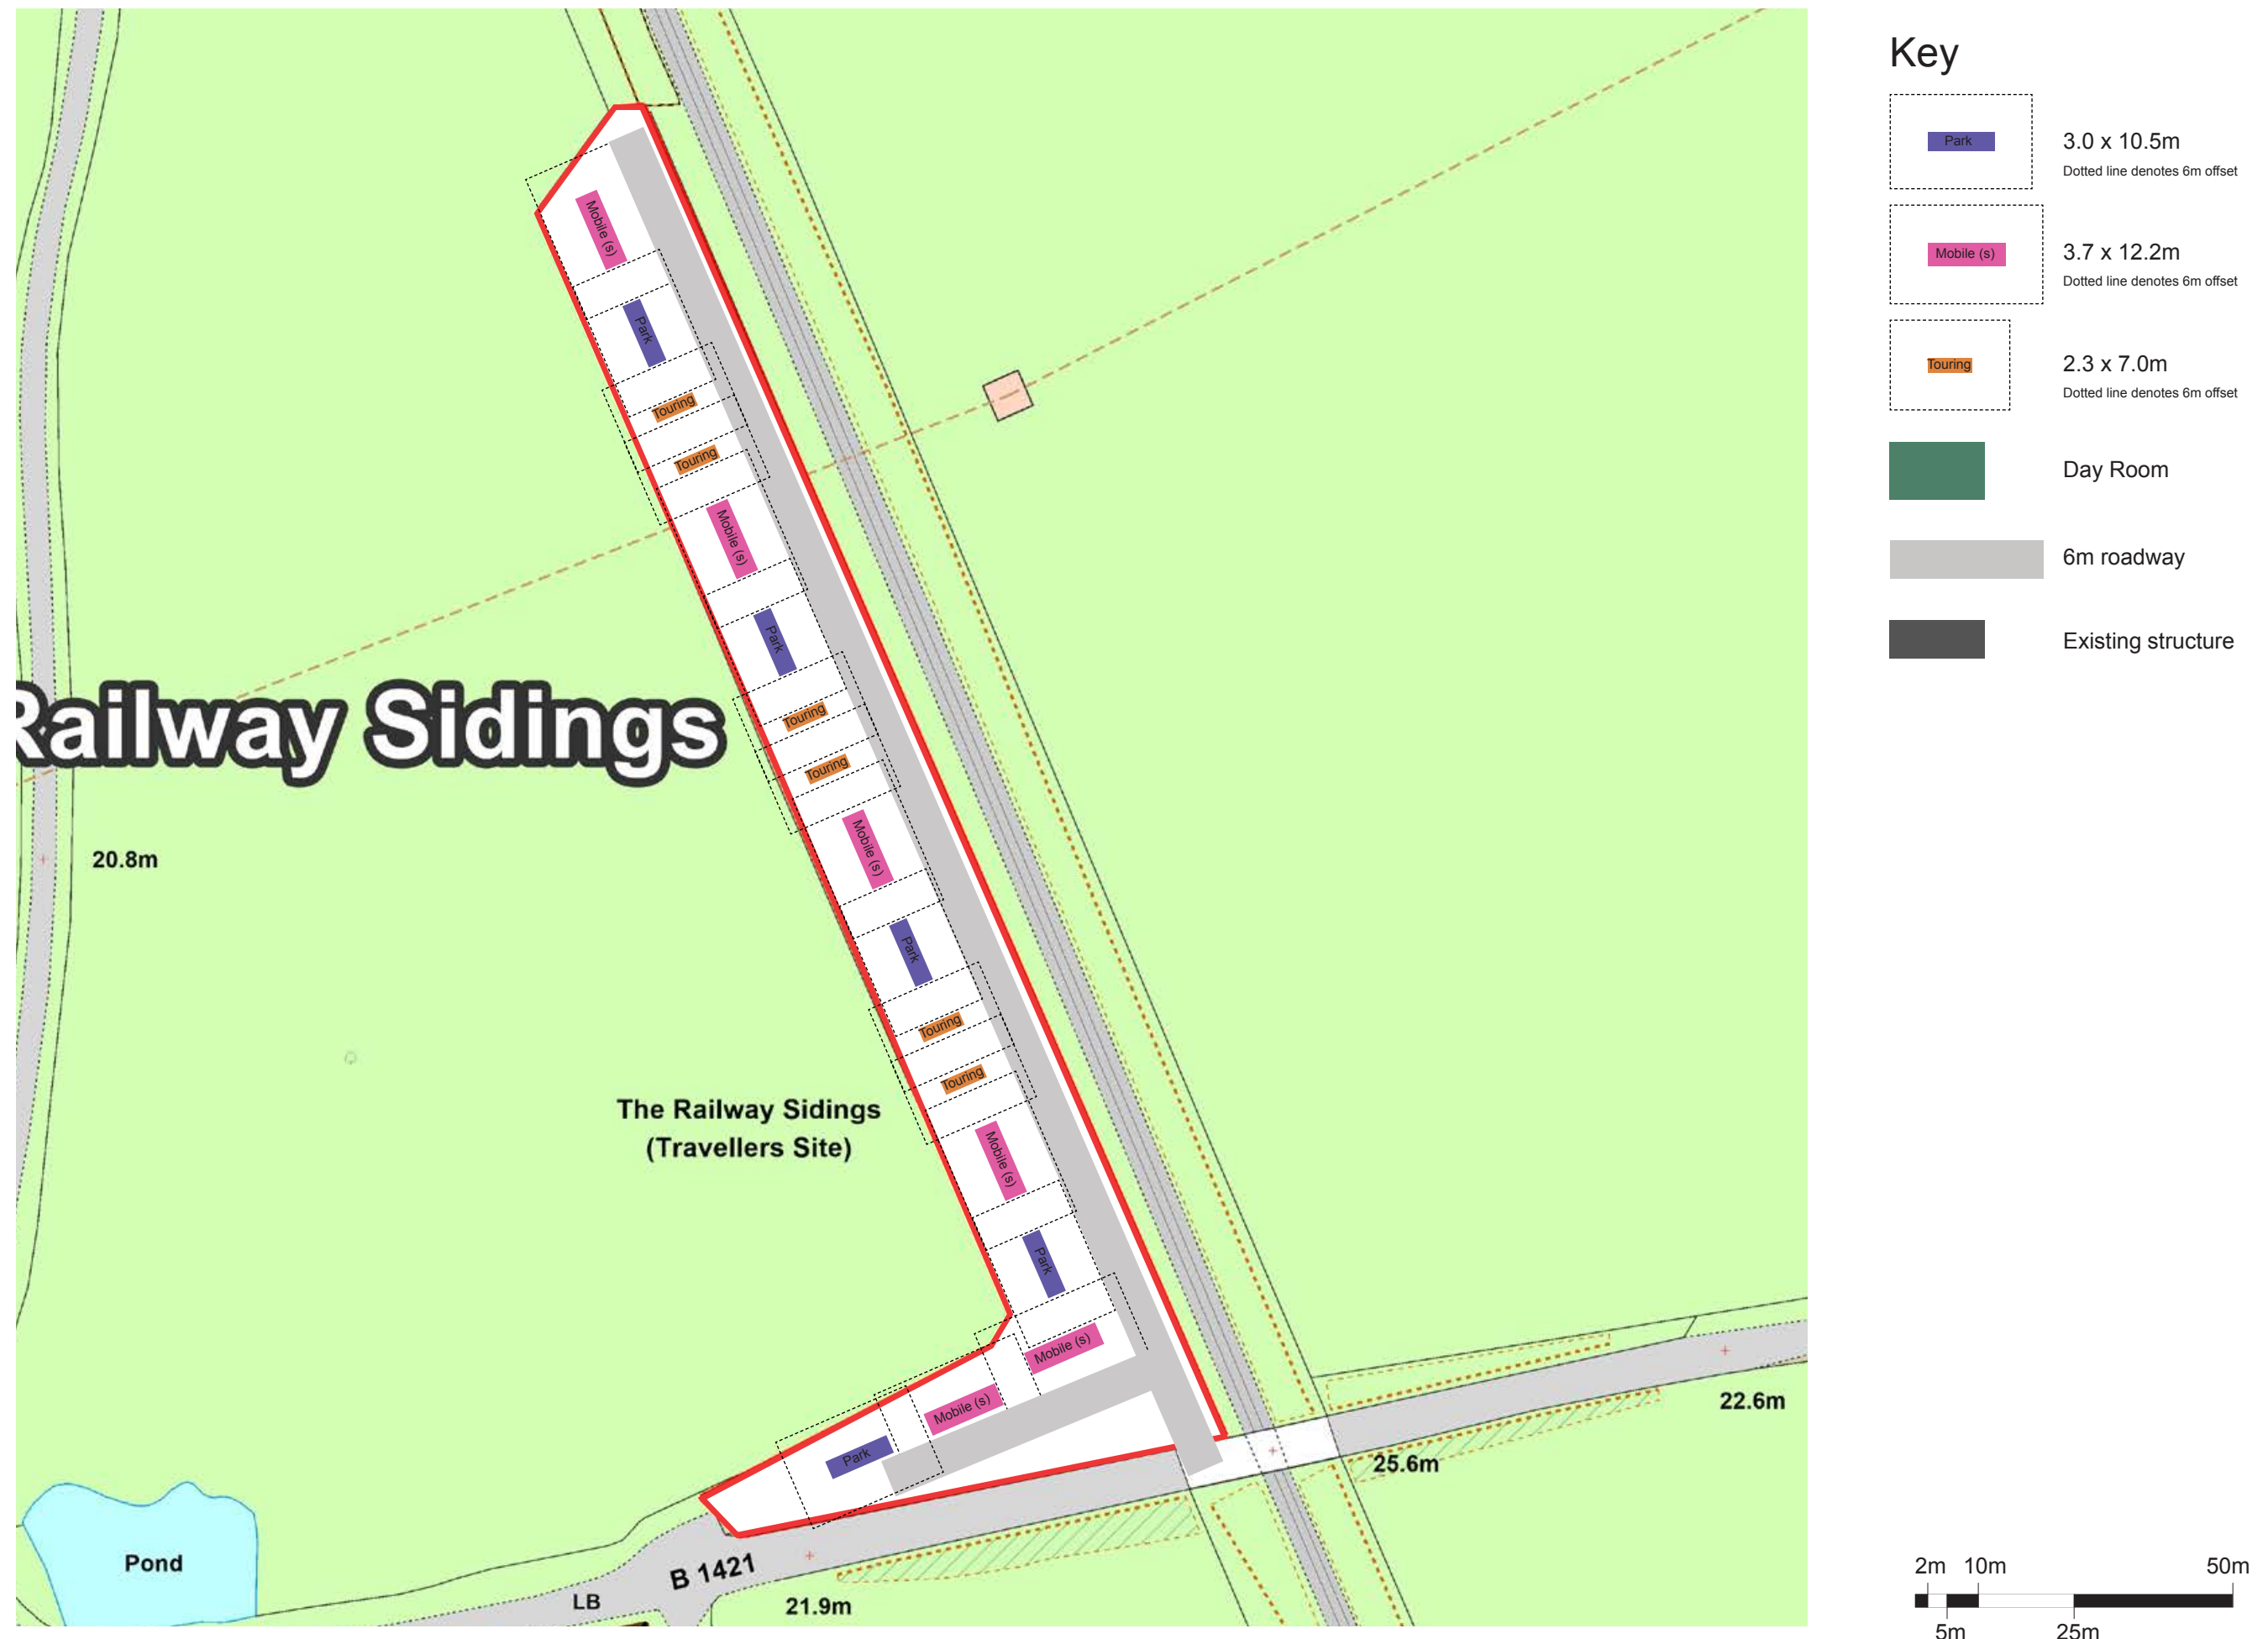 Key
Park
3.0 x 10.5m
Dotted line denotes 6m offset
Mobile (s)
3.7 x 12.2m
Dotted line denotes 6m offset
Touring
2.3 x 7.0m
Dotted line denotes 6m offset
Day Room
6m roadway
Existing structure
Mobile (s)
Park
Touring
Touring
Mobile (s)
Park
Railway Sidings
Touring
Touring
Mobile (s)
20.8m
Park
Touring
Touring
The Railway Sidings
(Travellers Site)
Mobile (s)
Park
Mobile (s)
Mobile (s)
Park
22.6m
25.6m
Pond
B 1421
LB
21.9m
2m 10m 50m
5m 25m